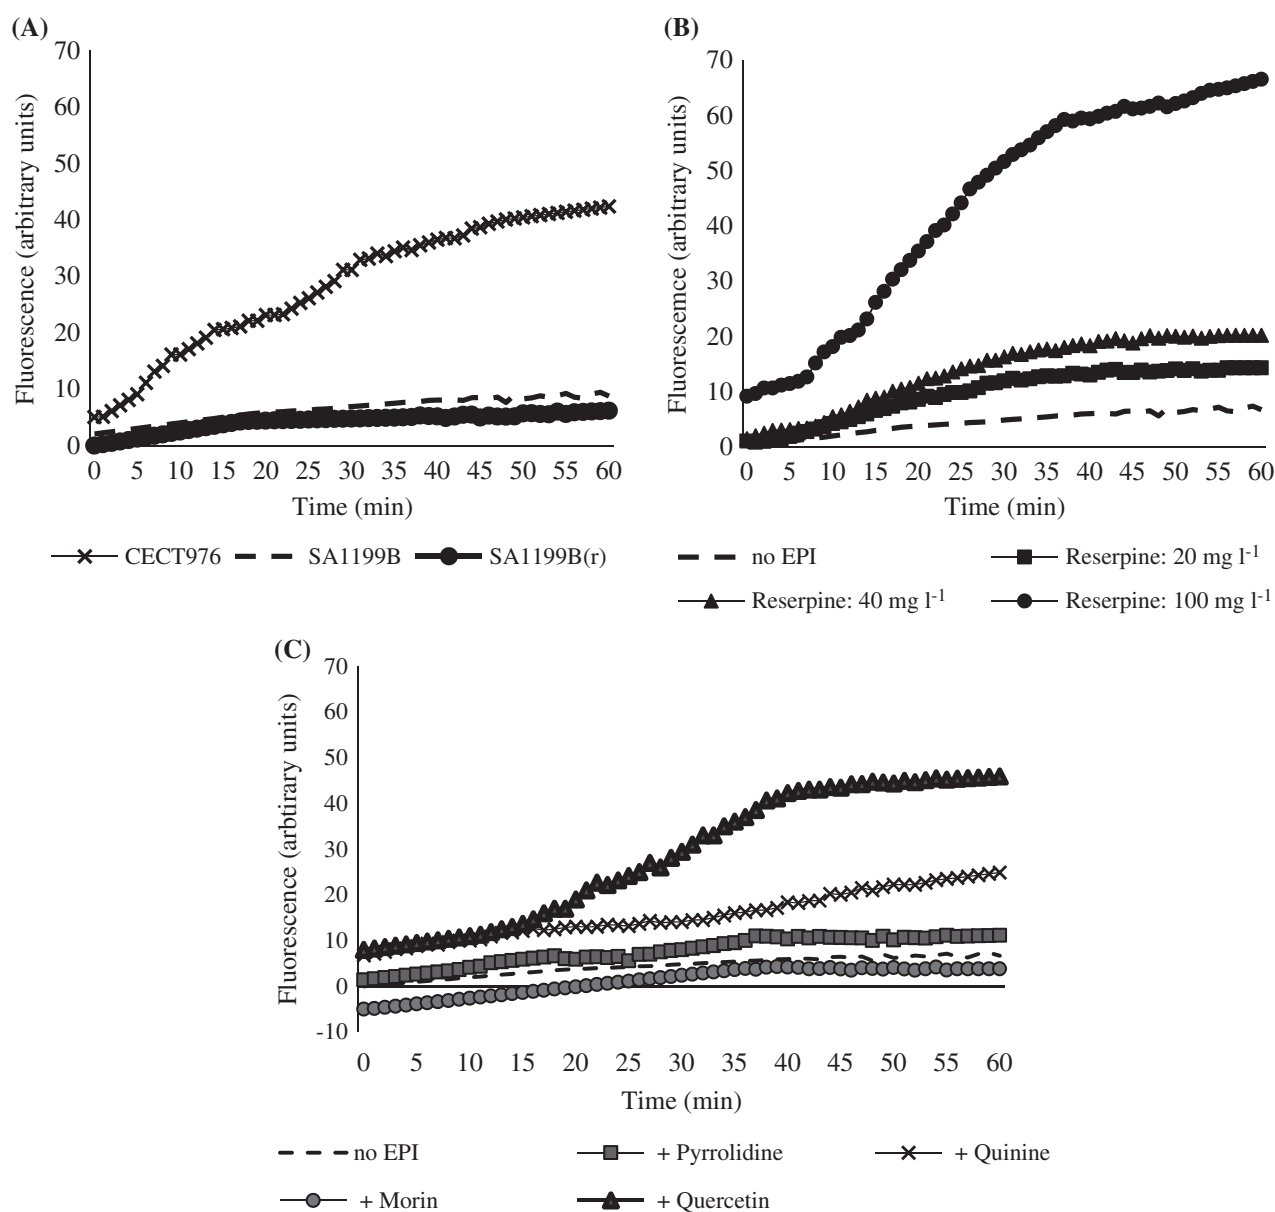 (A)
70
60
50
40
30
20
10
0
Fluorescence (arbitrary units)
0 5 10 15 20 25 30 35 40 45 50 55 60
Time (min)
CECT976 SA1199B SA1199B(r)
(B)
70
60
50
40
30
20
10
0
Fluorescemce (arbitrary units)
0 5 10 15 20 25 30 35 40 45 50 55 60
Time (min)
no EPI Reserpine: 20 mg l⁻¹
Reserpine: 40 mg l⁻¹ Reserpine: 100 mg l⁻¹
(C)
70
60
50
40
30
20
10
0
-10
Fluorescence (arbtirary units)
0 5 10 15 20 25 30 35 40 45 50 55 60
Time (min)
no EPI + Pyrrolidine + Quinine
+ Morin + Quercetin